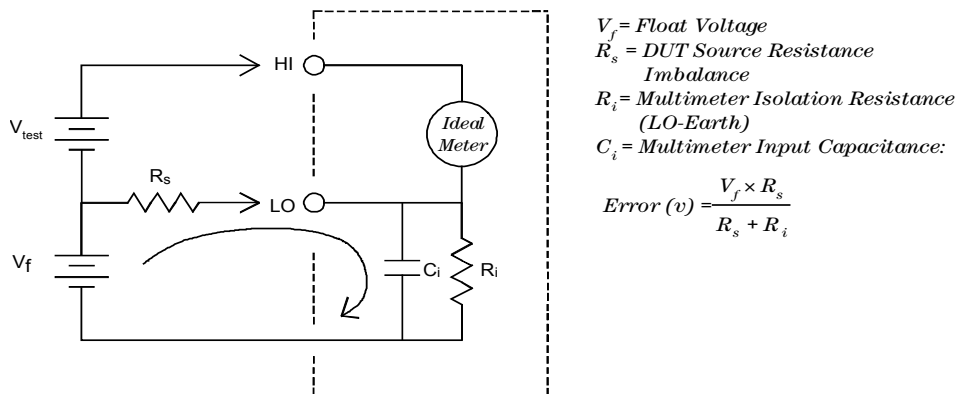 HI
Ideal
Meter
V_test
R_s
LO
V_f
C_i
R_i
V_f = Float Voltage
R_s = DUT Source Resistance
Imbalance
R_i = Multimeter Isolation Resistance
(LO-Earth)
C_i = Multimeter Input Capacitance:
Error (v) = V_f × R_s / R_s + R_i